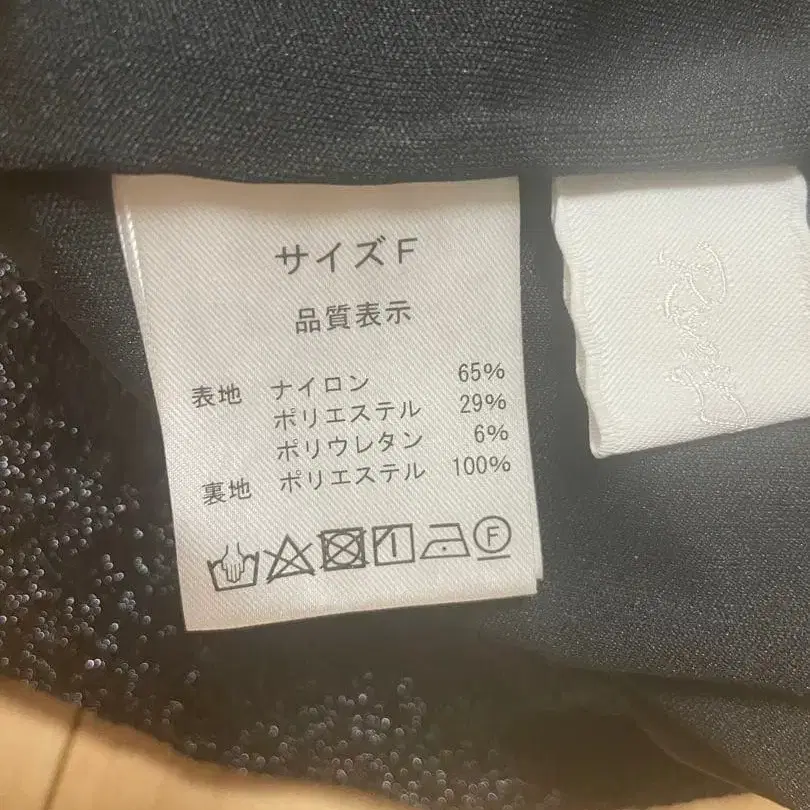 サイズF
品質表示
表地 ナイロン 65%
ポリエステル 29%
ポリウレタン 6%
裏地 ポリエステル 100%
F